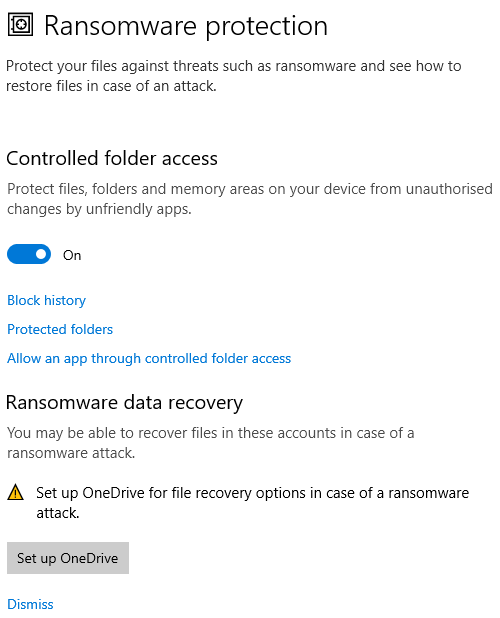 Ransomware protection
Protect your files against threats such as ransomware and see how to
restore files in case of an attack.
Controlled folder access
Protect files, folders and memory areas on your device from unauthorised
changes by unfriendly apps.
On
Block history
Protected folders
Allow an app through controlled folder access
Ransomware data recovery
You may be able to recover files in these accounts in case of a
ransomware attack.
Set up OneDrive for file recovery options in case of a ransomware
attack.
Set up OneDrive
Dismiss